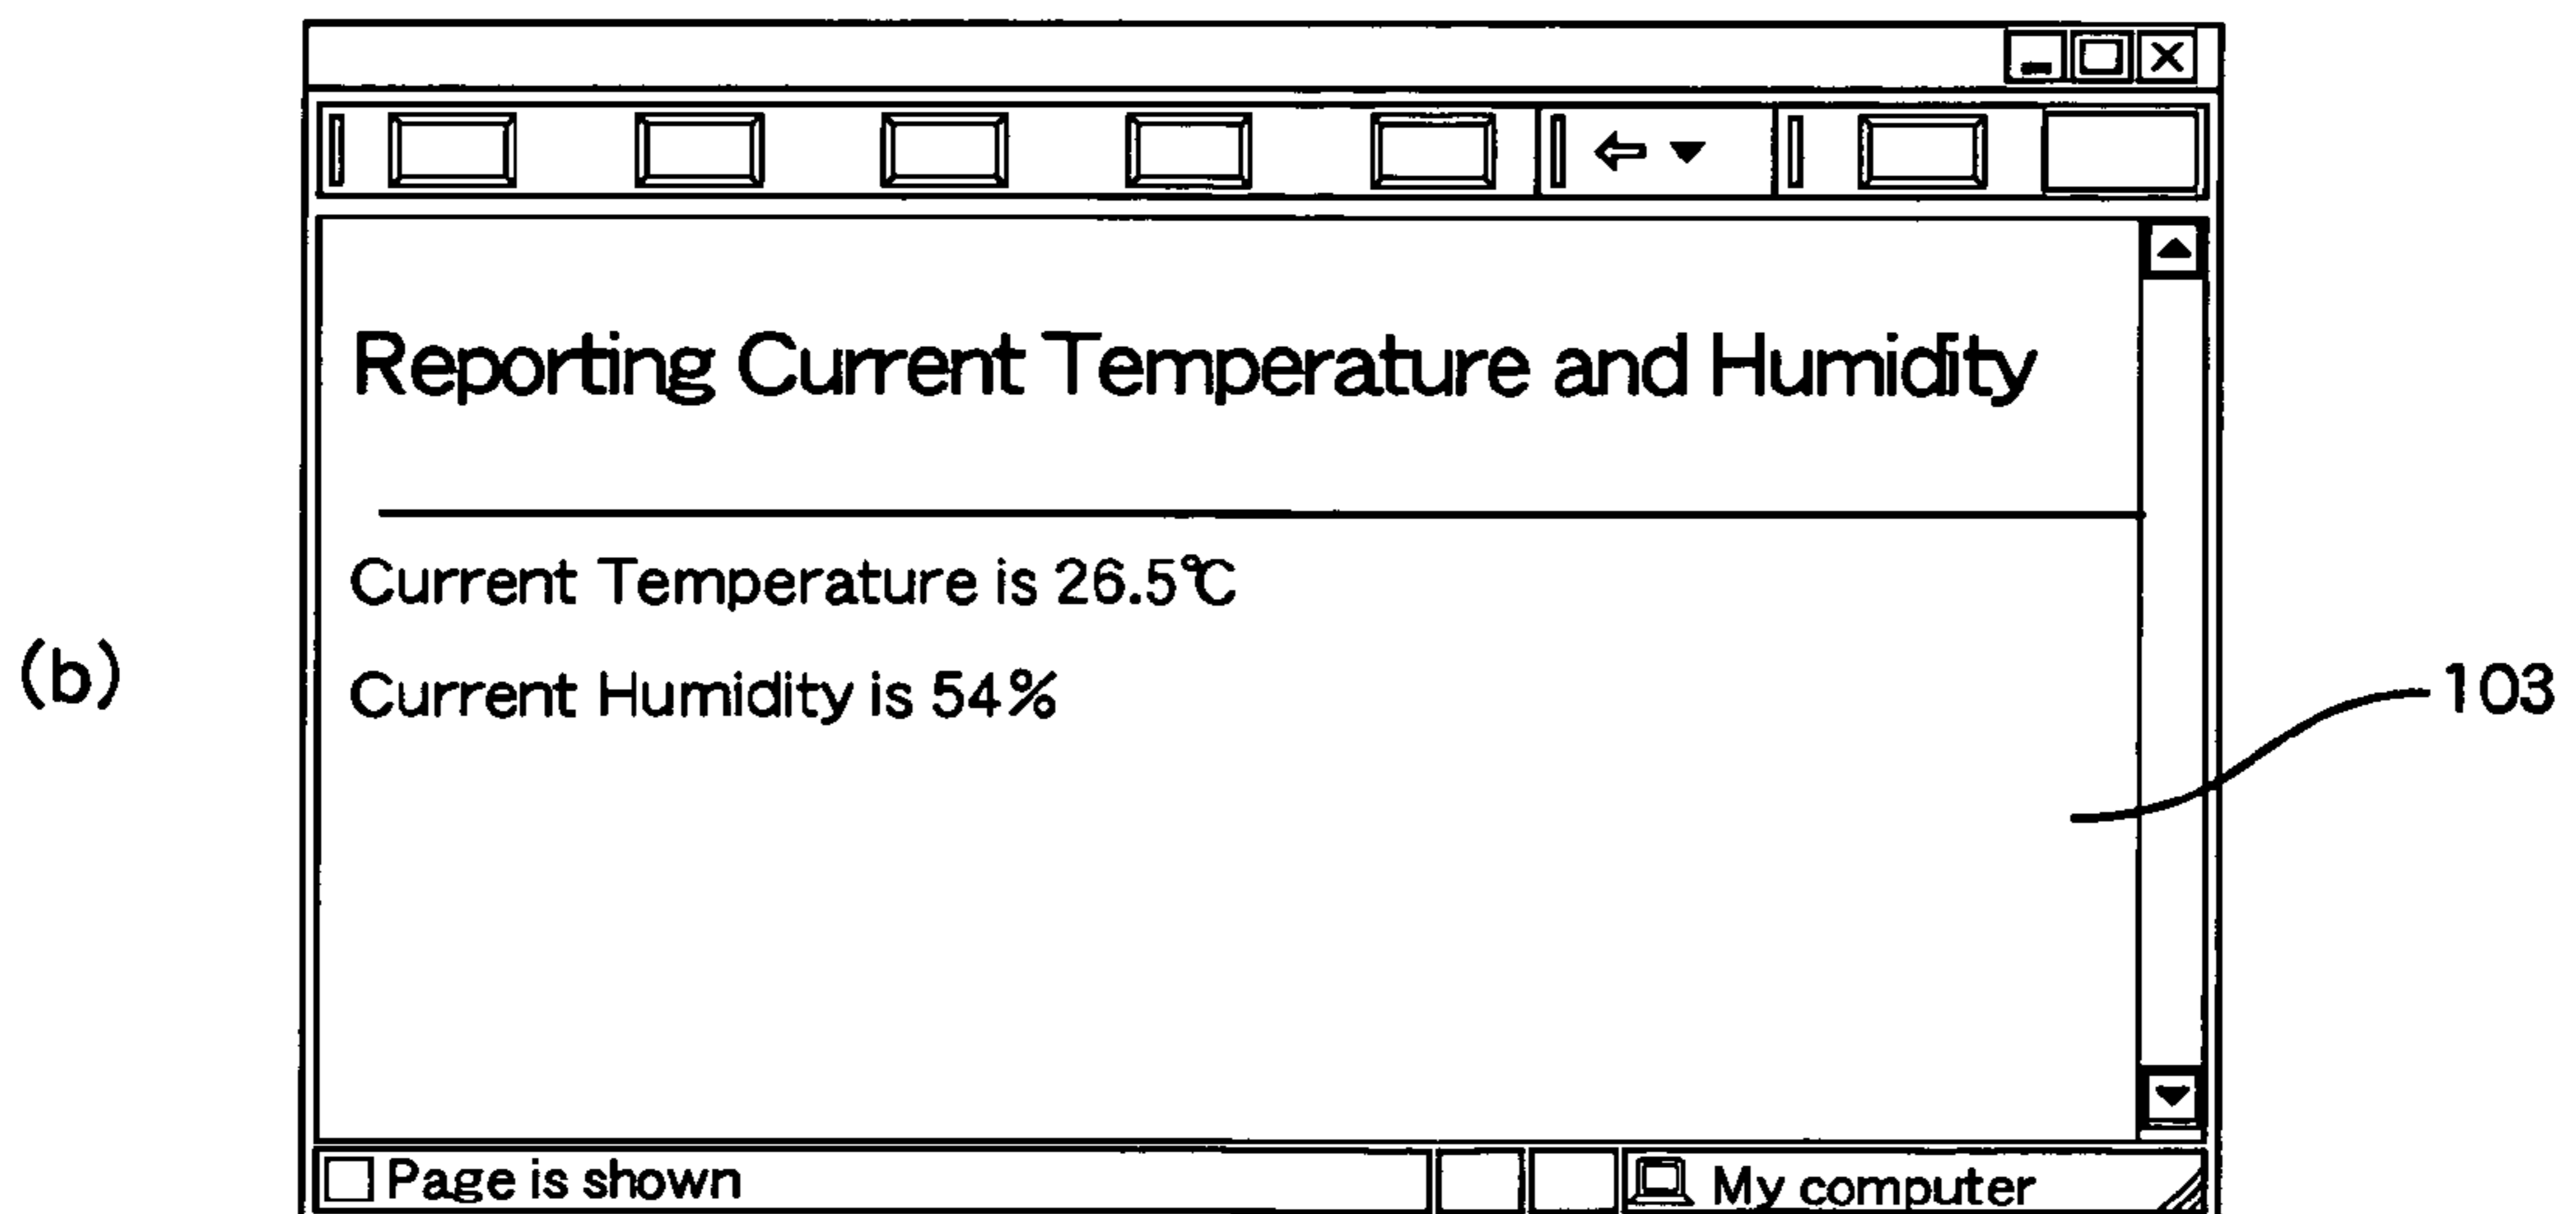 Reporting Current Temperature and Humidity
Current Temperature is 26.5℃
Current Humidity is 54%
(b)
103
Page is shown
My computer